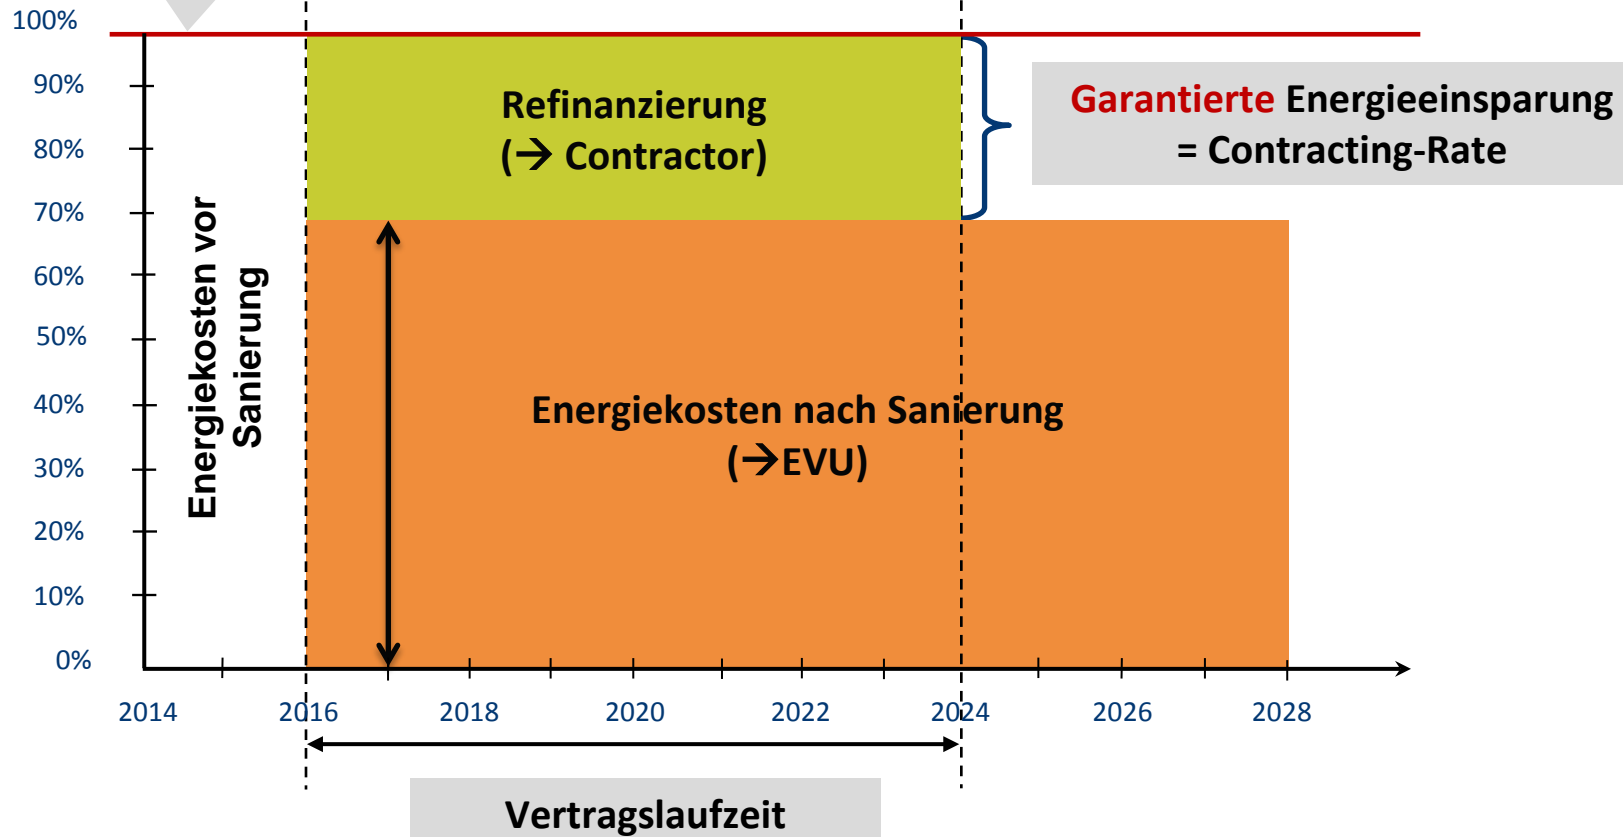 100%
90%
80%
70%
60%
50%
40%
30%
20%
10%
0%
Energiekosten vor
Sanierung
Refinanzierung
(→ Contractor)
Garantierte Energieeinsparung
= Contracting-Rate
Energiekosten nach Sanierung
(→EVU)
2014 2016 2018 2020 2022 2024 2026 2028
Vertragslaufzeit